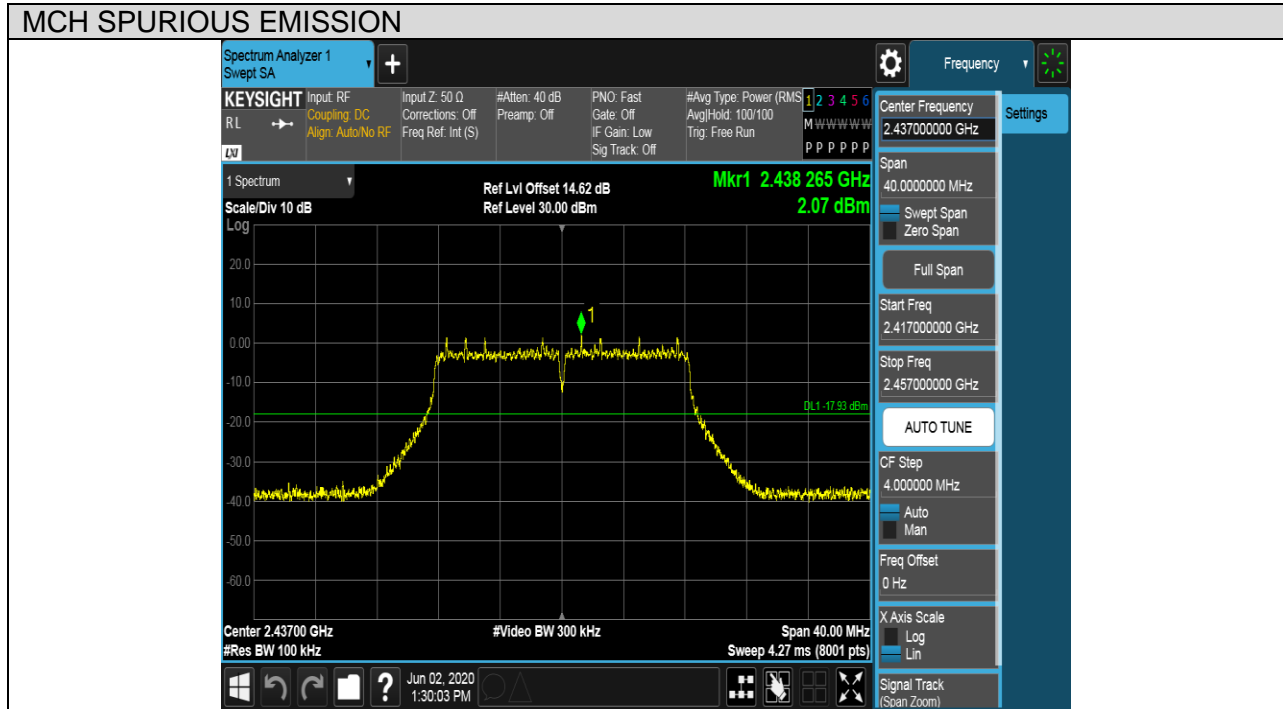 MCH SPURIOUS EMISSION
Spectrum Analyzer 1
Swept SA
Frequency
KEYSIGHT
RL
LXI
Input: RF
Coupling: DC
Align: Auto/No RF
Input Z: 50 Ω
Corrections: Off
Freq Ref: Int (S)
#Atten: 40 dB
Preamp: Off
PNO: Fast
Gate: Off
IF Gain: Low
Sig Track: Off
#Avg Type: Power (RMS
Avg|Hold: 100/100
Trig: Free Run
1 2 3 4 5 6
M W W W W W
P P P P P P
1 Spectrum
Scale/Div 10 dB
Log
Ref Lvl Offset 14.62 dB
Ref Level 30.00 dBm
Mkr1 2.438 265 GHz
2.07 dBm
20.0
10.0
0.00
-10.0
-20.0
-30.0
-40.0
-50.0
-60.0
1
DL1 -17.93 dBm
Center 2.43700 GHz
#Res BW 100 kHz
#Video BW 300 kHz
Span 40.00 MHz
Sweep 4.27 ms (8001 pts)
?
Jun 02, 2020
1:30:03 PM
Center Frequency
2.437000000 GHz
Span
40.0000000 MHz
Swept Span
Zero Span
Full Span
Start Freq
2.417000000 GHz
Stop Freq
2.457000000 GHz
AUTO TUNE
CF Step
4.000000 MHz
Auto
Man
Freq Offset
0 Hz
X Axis Scale
Log
Lin
Signal Track
(Span Zoom)
Settings